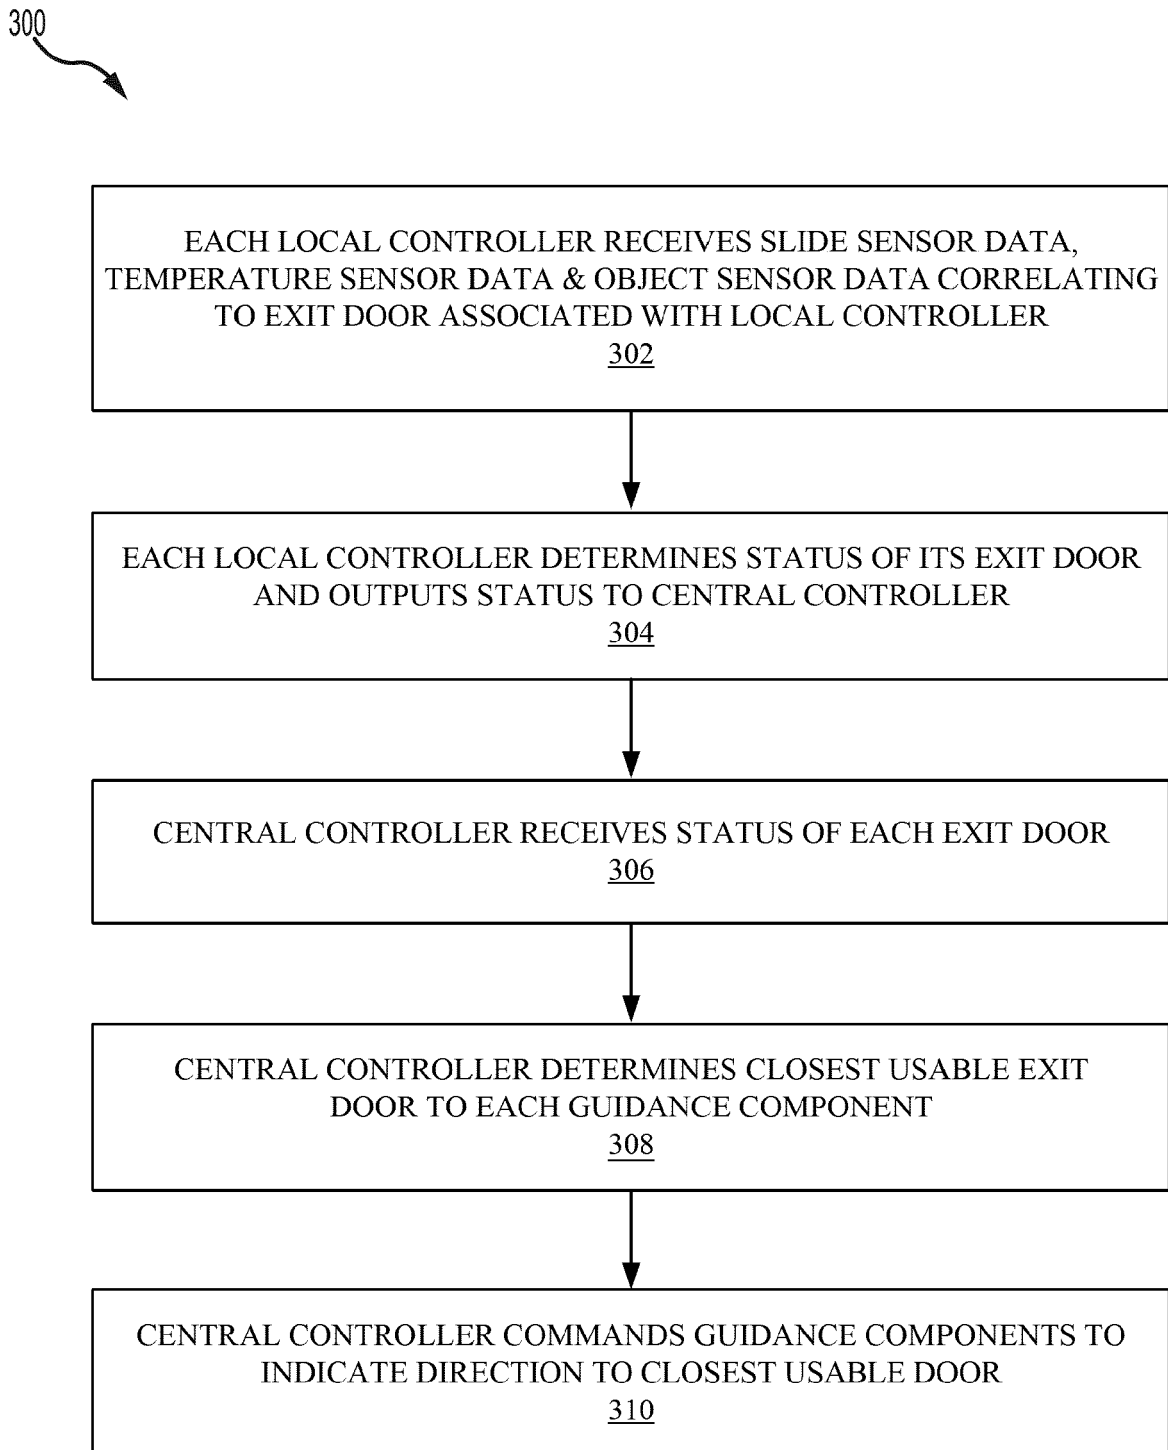 300
EACH LOCAL CONTROLLER RECEIVES SLIDE SENSOR DATA,
TEMPERATURE SENSOR DATA & OBJECT SENSOR DATA CORRELATING
TO EXIT DOOR ASSOCIATED WITH LOCAL CONTROLLER
302
EACH LOCAL CONTROLLER DETERMINES STATUS OF ITS EXIT DOOR
AND OUTPUTS STATUS TO CENTRAL CONTROLLER
304
CENTRAL CONTROLLER RECEIVES STATUS OF EACH EXIT DOOR
306
CENTRAL CONTROLLER DETERMINES CLOSEST USABLE EXIT
DOOR TO EACH GUIDANCE COMPONENT
308
CENTRAL CONTROLLER COMMANDS GUIDANCE COMPONENTS TO
INDICATE DIRECTION TO CLOSEST USABLE DOOR
310